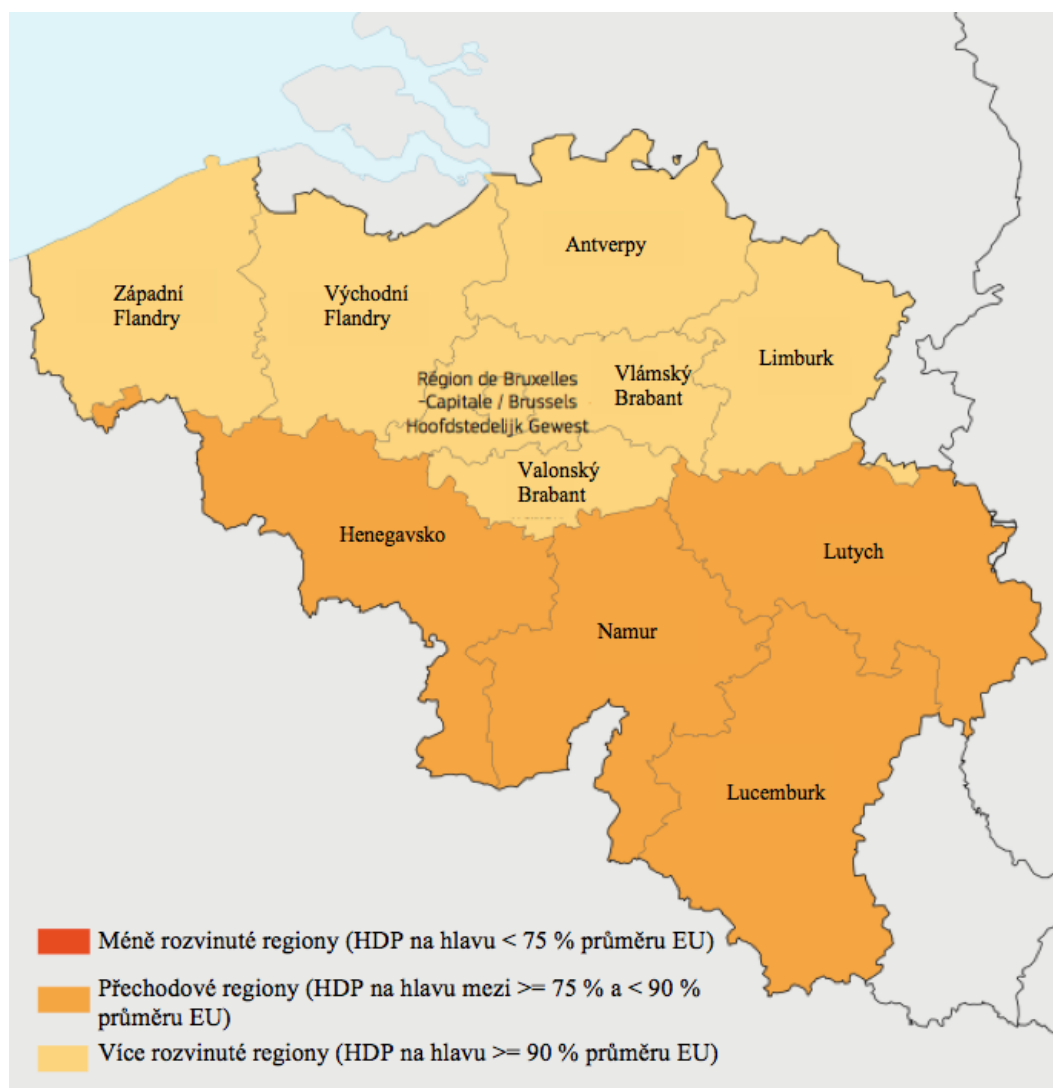 Antverpy
Západní
Flandry
Východní
Flandry
Limburk
Vlámský
Brabant
Région de Bruxelles
-Capitale / Brussels
Hoofdstedelijk Gewest
Valonský
Brabant
Henegavsko
Lutych
Namur
Lucemburk
Méně rozvinuté regiony (HDP na hlavu < 75 % průměru EU)
Přechodové regiony (HDP na hlavu mezi >= 75 % a < 90 %
průměru EU)
Více rozvinuté regiony (HDP na hlavu >= 90 % průměru EU)